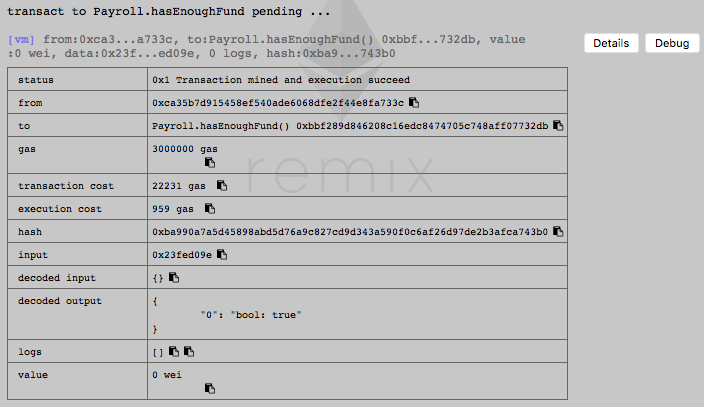 transact to Payroll.hasEnoughFund pending ...
[vm] from:0xca3...a733c, to:Payroll.hasEnoughFund() 0xbbf...732db, value
:0 wei, data:0x23f...ed09e, 0 logs, hash:0xba9...743b0
Details Debug
status 0x1 Transaction mined and execution succeed
from 0xca35b7d915458ef540ade6068dfe2f44e8fa733c
to Payroll.hasEnoughFund() 0xbbf289d846208c16edc8474705c748aff07732db
gas 3000000 gas
remix
transaction cost 22231 gas
execution cost 959 gas
hash 0xba990a7a5d45898abd5d76a9c827cd9d343a590f0c6af26d97de2b3afca743b0
input 0x23fed09e
decoded input {}
decoded output {
"0": "bool: true"
}
logs []
value 0 wei